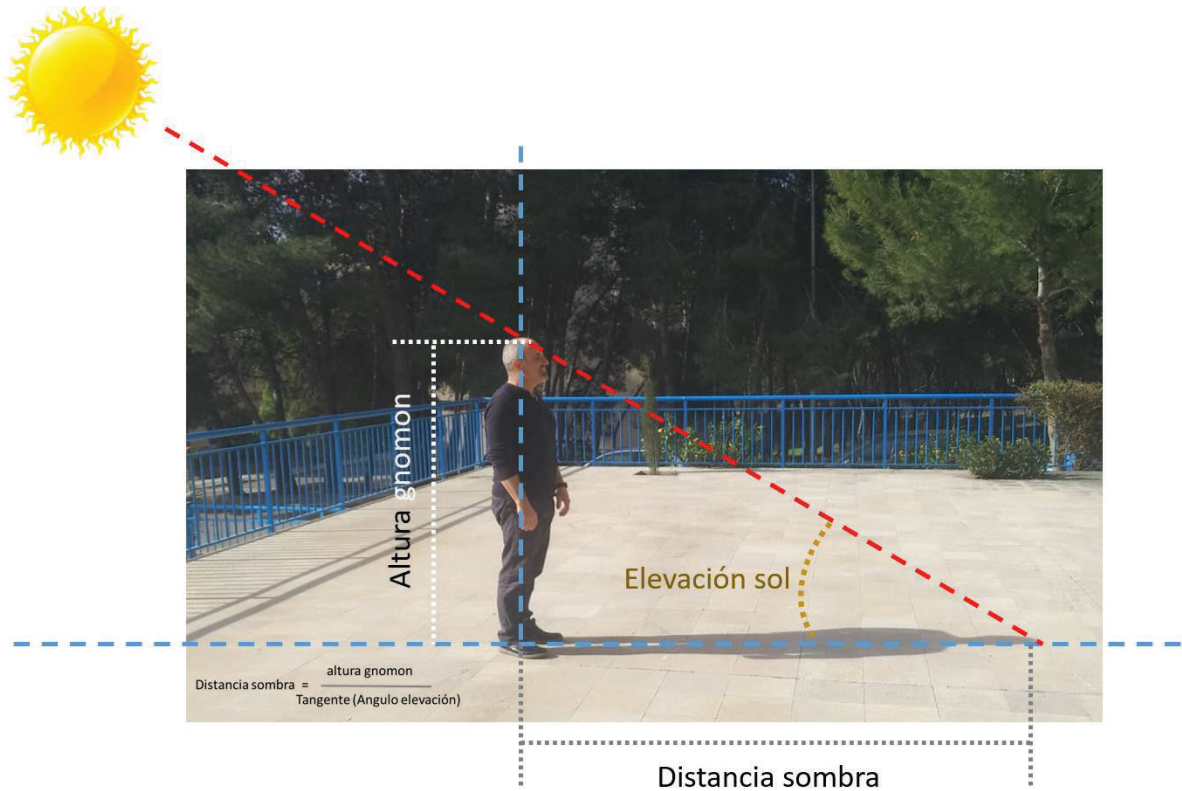 Altura gnomon
Elevación sol
Distancia sombra = altura gnomon
Tangente (Angulo elevación)
Distancia sombra